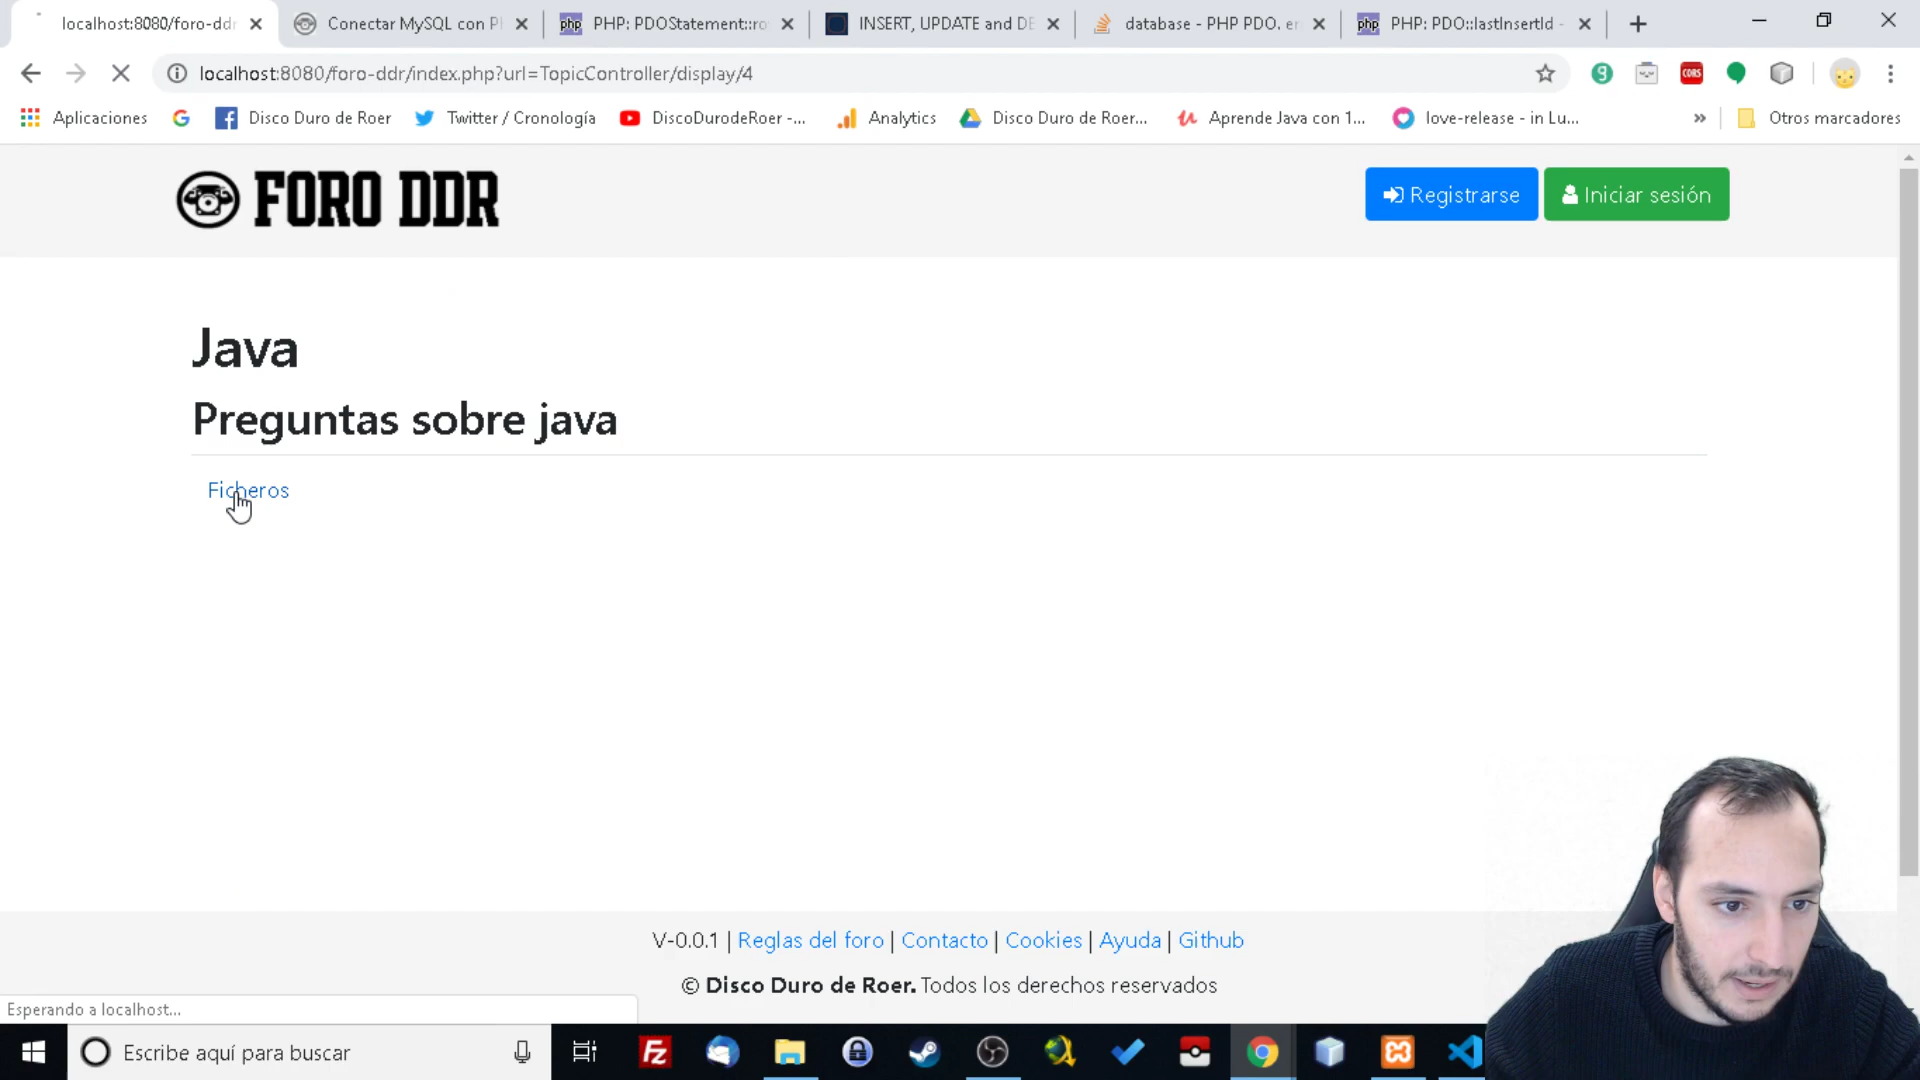 localhost:8080/foro-ddr
Conectar MySQL con P
PHP: PDOStatement::ro
INSERT, UPDATE and DE
database - PHP PDO. er
PHP: PDO::lastInsertId -
localhost:8080/foro-ddr/index.php?url=TopicController/display/4
CORS
Aplicaciones
Disco Duro de Roer
Twitter / Cronología
DiscoDurodeRoer -...
Analytics
Disco Duro de Roer...
Aprende Java con 1...
love-release - in Lu...
»
Otros marcadores
FORO DDR
Registrarse
Iniciar sesión
Java
Preguntas sobre java
Ficheros
V-0.0.1 | Reglas del foro | Contacto | Cookies | Ayuda | Github
© Disco Duro de Roer. Todos los derechos reservados
Esperando a localhost...
Escribe aquí para buscar